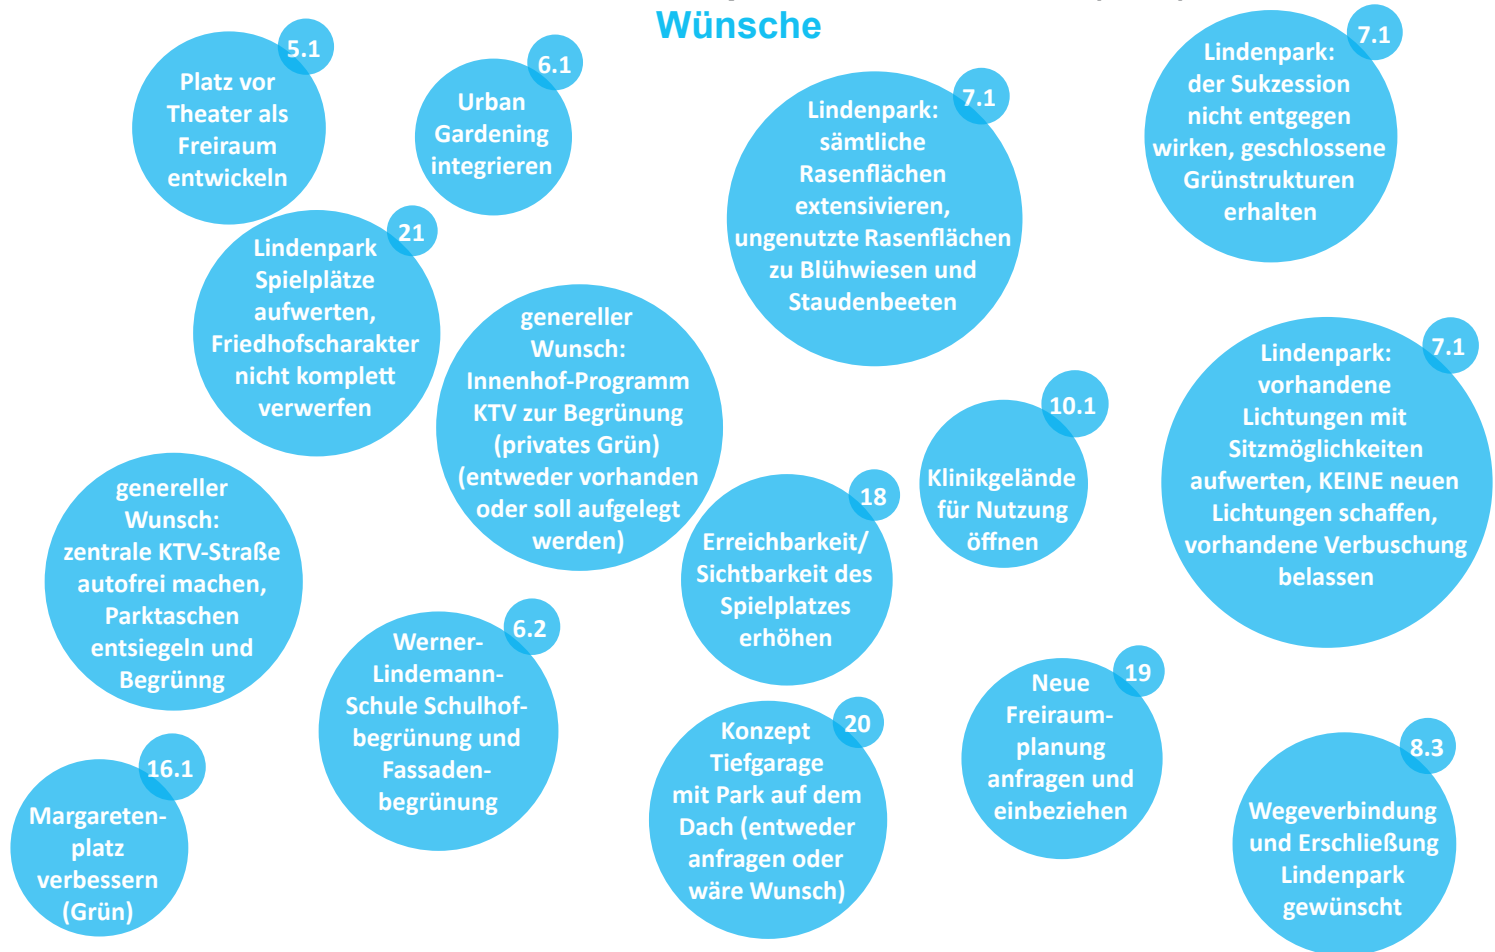 Wünsche
5.1
Platz vor
Theater als
Freiraum
entwickeln
6.1
Urban
Gardening
integrieren
7.1
Lindenpark:
sämtliche
Rasenflächen
extensivieren,
ungenutzte Rasenflächen
zu Blühwiesen und
Staudenbeeten
7.1
Lindenpark:
der Sukzession
nicht entgegen
wirken, geschlossene
Grünstrukturen
erhalten
21
Lindenpark
Spielplätze
aufwerten,
Friedhofscharakter
nicht komplett
verwerfen
genereller
Wunsch:
Innenhof-Programm
KTV zur Begrünung
(privates Grün)
(entweder vorhanden
oder soll aufgelegt
werden)
10.1
Klinikgelände
für Nutzung
öffnen
7.1
Lindenpark:
vorhandene
Lichtungen mit
Sitzmöglichkeiten
aufwerten, KEINE neuen
Lichtungen schaffen,
vorhandene Verbuschung
belassen
genereller
Wunsch:
zentrale KTV-Straße
autofrei machen,
Parktaschen
entsiegeln und
Begrünng
18
Erreichbarkeit/
Sichtbarkeit des
Spielplatzes
erhöhen
6.2
Werner-
Lindemann-
Schule Schulhof-
begrünung und
Fassaden-
begrünung
20
Konzept
Tiefgarage
mit Park auf dem
Dach (entweder
anfragen oder
wäre Wunsch)
19
Neue
Freiraum-
planung
anfragen und
einbeziehen
16.1
Margareten-
platz
verbessern
(Grün)
8.3
Wegeverbindung
und Erschließung
Lindenpark
gewünscht